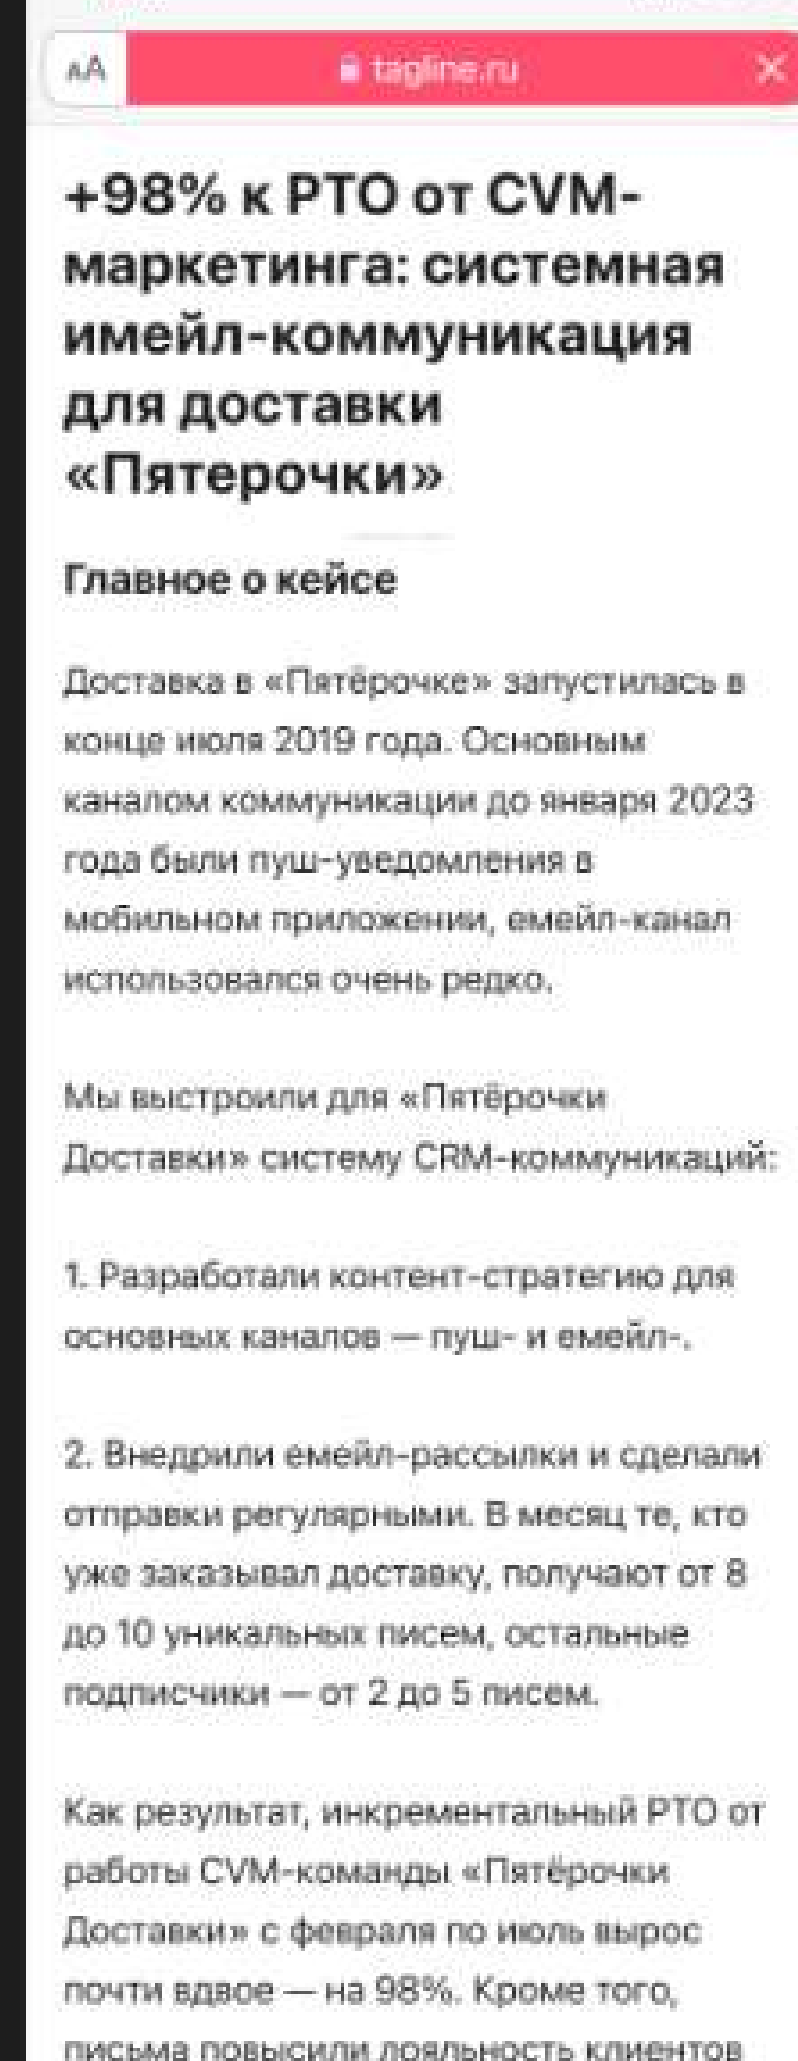 AA
tagline.ru
+98% к РТО от CVM-
маркетинга: системная
имейл-коммуникация
для доставки
«Пятерочки»
Главное о кейсе
Доставка в «Пятёрочке» запустилась в
конце июля 2019 года. Основным
каналом коммуникации до января 2023
года были пуш-уведомления в
мобильном приложении, емейл-канал
использовался очень редко.
Мы выстроили для «Пятёрочки
Доставки» систему CRM-коммуникаций:
1. Разработали контент-стратегию для
основных каналов — пуш- и емейл-.
2. Внедрили емейл-рассылки и сделали
отправки регулярными. В месяц те, кто
уже заказывал доставку, получают от 8
до 10 уникальных писем, остальные
подписчики — от 2 до 5 писем.
Как результат, инкрементальный РТО от
работы CVM-команды «Пятёрочки
Доставки» с февраля по июль вырос
почти вдвое — на 98%. Кроме того,
письма повысили лояльность клиентов